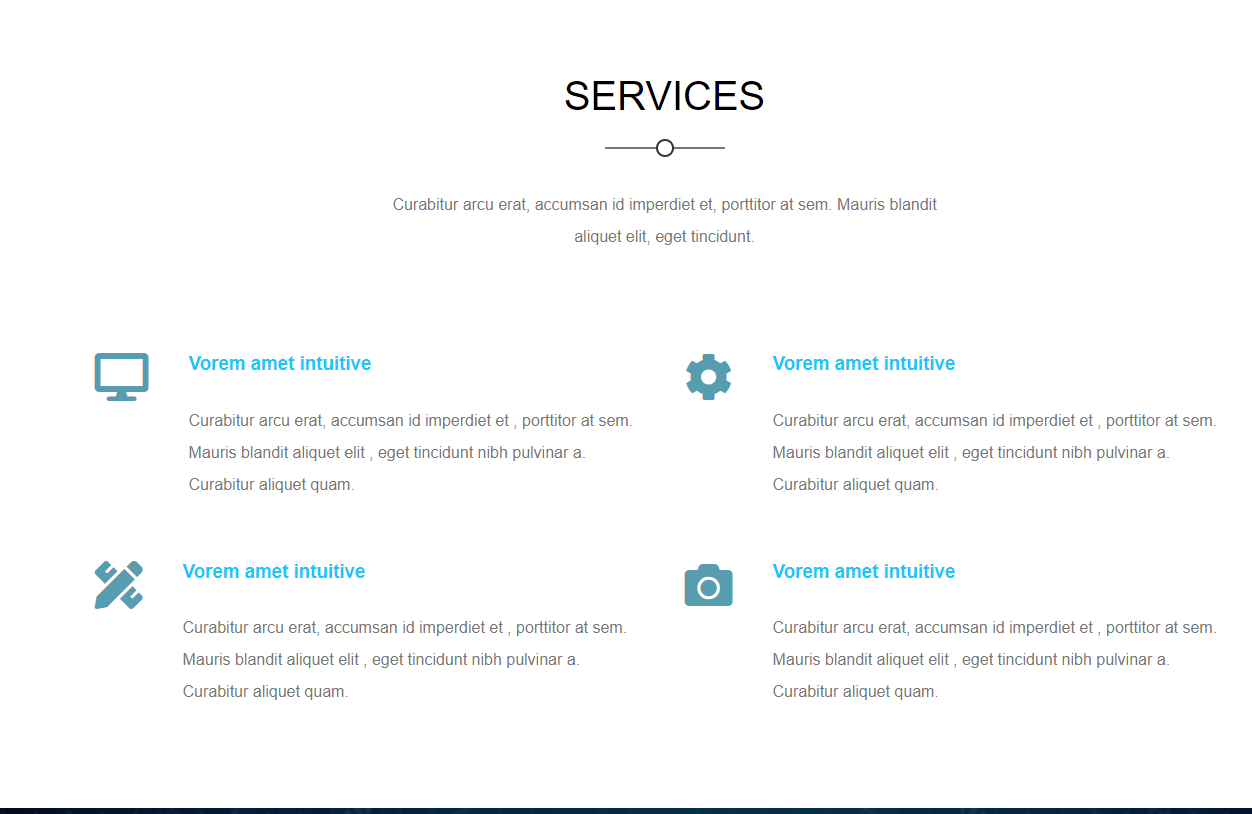 SERVICES
Curabitur arcu erat, accumsan id imperdiet et, porttitor at sem. Mauris blandit
aliquet elit, eget tincidunt.
Vorem amet intuitive
Curabitur arcu erat, accumsan id imperdiet et , porttitor at sem.
Mauris blandit aliquet elit , eget tincidunt nibh pulvinar a.
Curabitur aliquet quam.
Vorem amet intuitive
Curabitur arcu erat, accumsan id imperdiet et , porttitor at sem.
Mauris blandit aliquet elit , eget tincidunt nibh pulvinar a.
Curabitur aliquet quam.
Vorem amet intuitive
Curabitur arcu erat, accumsan id imperdiet et , porttitor at sem.
Mauris blandit aliquet elit , eget tincidunt nibh pulvinar a.
Curabitur aliquet quam.
Vorem amet intuitive
Curabitur arcu erat, accumsan id imperdiet et , porttitor at sem.
Mauris blandit aliquet elit , eget tincidunt nibh pulvinar a.
Curabitur aliquet quam.